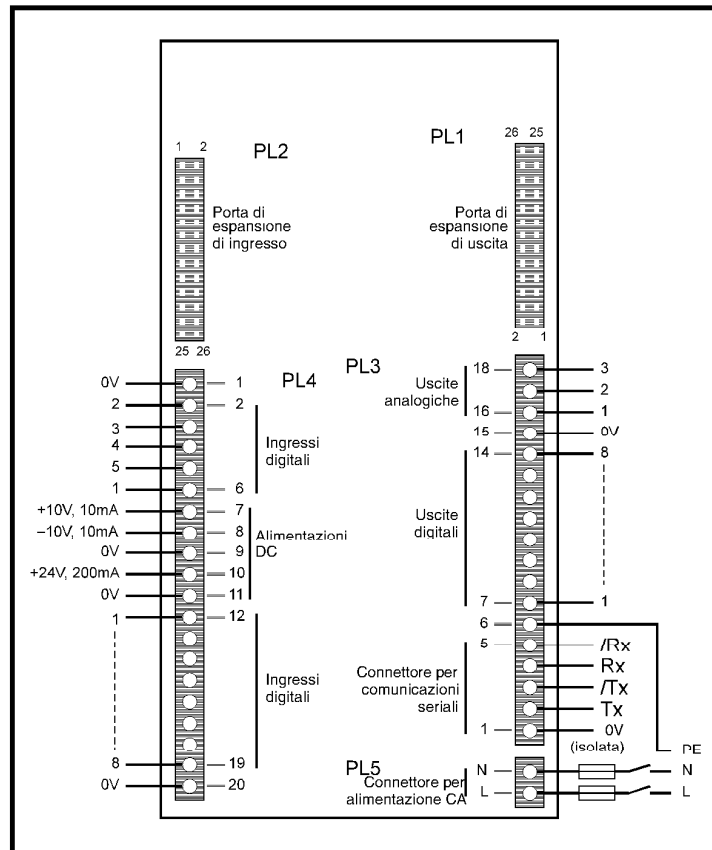 26 25
PL1
1 2
PL2
Porta di
espansione
di ingresso
Porta di
espansione
di uscita
2 1
25 26
PL3
PL4
0V 1
2 2
3
4
5
1 6
Ingressi
digitali
+10V, 10mA 7
–10V, 10mA 8
0V 9
+24V, 200mA 10
0V 11
Alimentazioni
DC
1 12
Ingressi
digitali
8 19
0V 20
18 3
2
16 1
Uscite
analogiche
15 0V
14 8
Uscite
digitali
7 1
6
5 /Rx
Rx
/Tx
Tx
1 0V
(isolata)
Connettore per
comunicazioni
seriali
PE
PL5
N N
Connettore per
alimentazione CA
L L